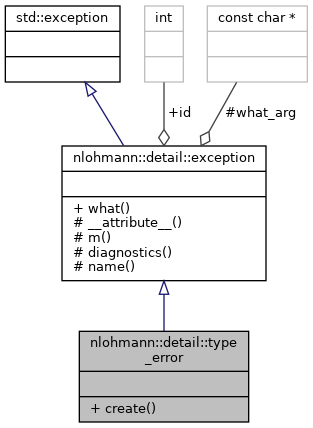 std::exception
int
const char *
+id
#what_arg
nlohmann::detail::exception
+ what()
# __attribute__()
# m()
# diagnostics()
# name()
nlohmann::detail::type
_error
+ create()